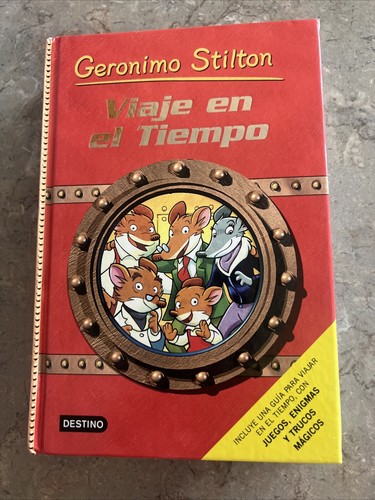 Geronimo Stilton
Viaje en
el Tiempo
INCLUYE UNA GUÍA PARA VIAJAR
EN EL TIEMPO, CON
JUEGOS, ENIGMAS
Y TRUCOS
MÁGICOS
DESTINO